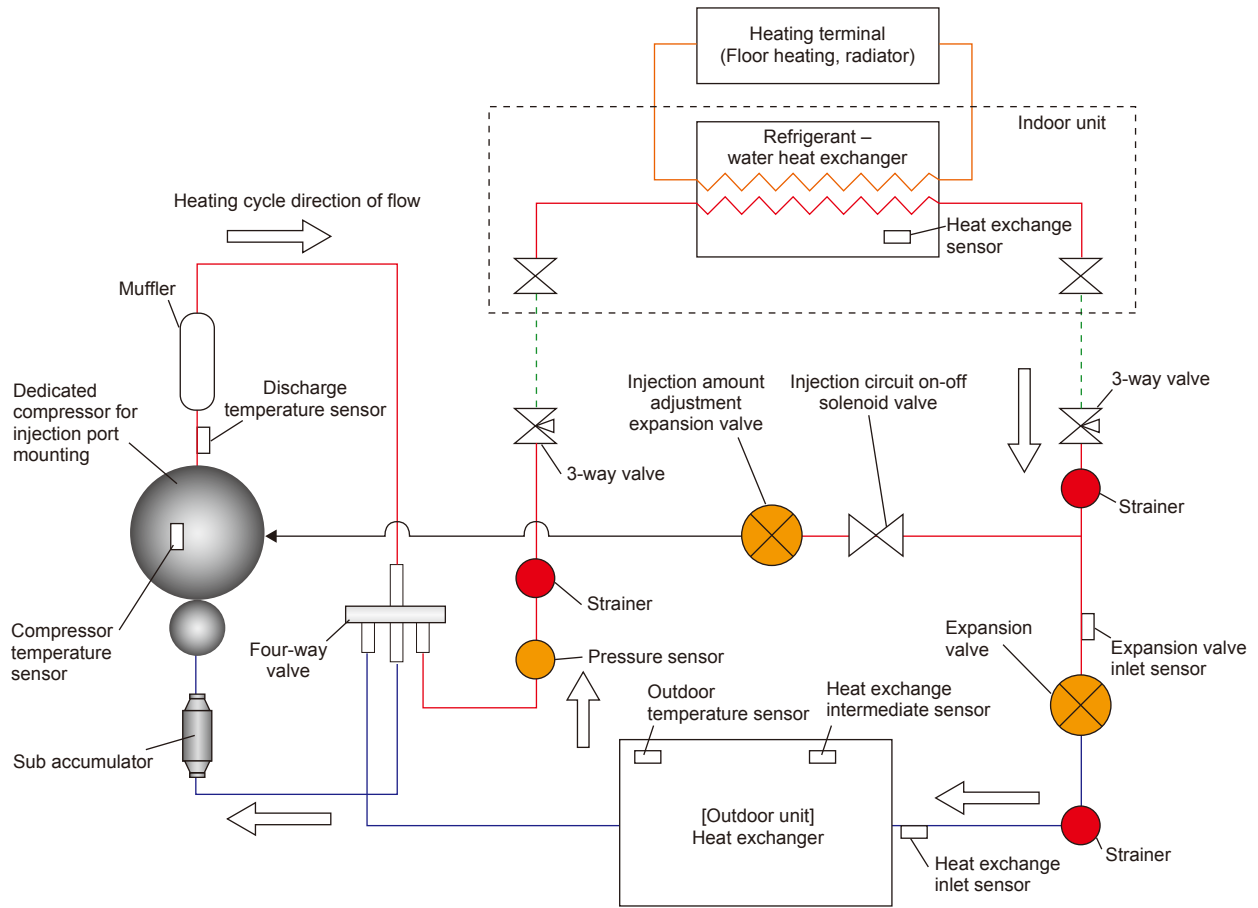 Heating terminal
(Floor heating, radiator)
Indoor unit
Refrigerant –
water heat exchanger
Heat exchange
sensor
Heating cycle direction of flow
Muffler
Discharge
temperature sensor
Dedicated
compressor for
injection port
mounting
Injection amount
adjustment
expansion valve
Injection circuit on-off
solenoid valve
3-way valve
3-way valve
Strainer
Strainer
Compressor
temperature
sensor
Four-way
valve
Pressure sensor
Expansion
valve
Expansion valve
inlet sensor
Outdoor
temperature sensor
Heat exchange
intermediate sensor
Sub accumulator
[Outdoor unit]
Heat exchanger
Heat exchange
inlet sensor
Strainer